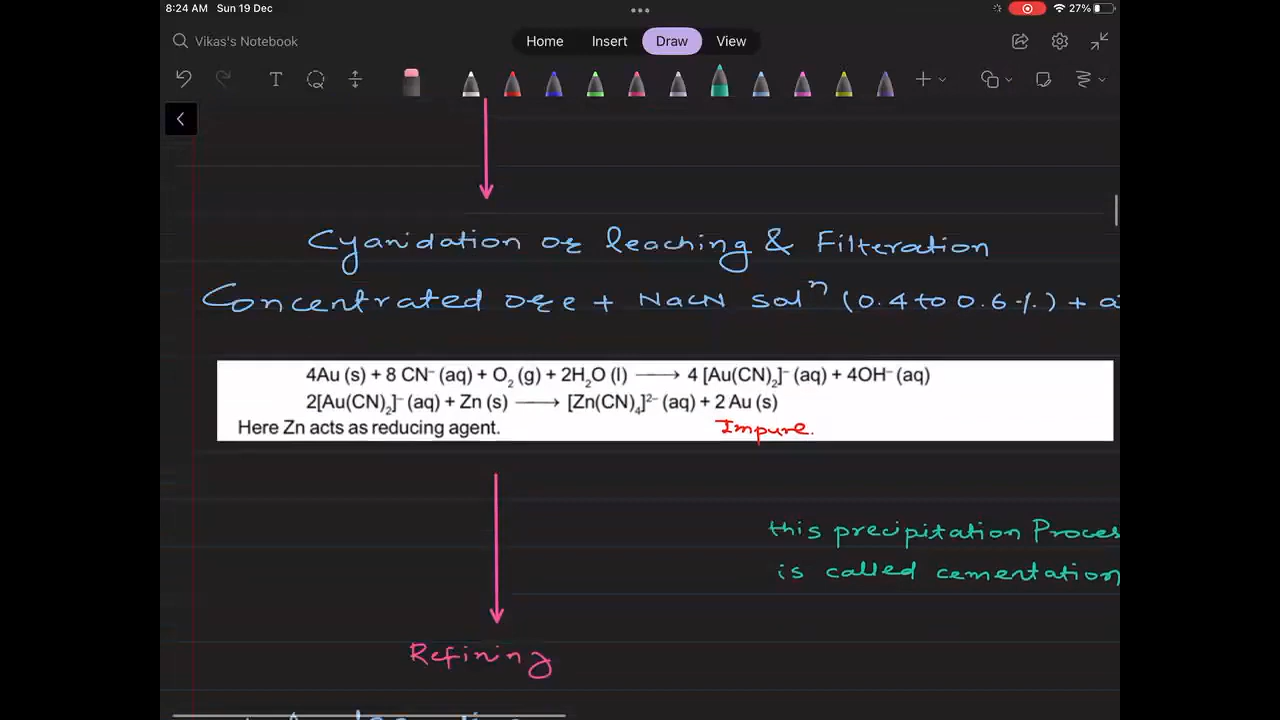 8:24 AM Sun 19 Dec
27%
Vikas's Notebook
Home Insert Draw View
Cyanidation or leaching & Filteration
Concentrated ore + NaCN solⁿ (0.4 to 0.6 %) + a
4Au (s) + 8 CN⁻ (aq) + O₂ (g) + 2H₂O (l) ⟶ 4 [Au(CN)₂]⁻ (aq) + 4OH⁻ (aq)
2[Au(CN)₂]⁻ (aq) + Zn (s) ⟶ [Zn(CN)₄]²⁻ (aq) + 2 Au (s)
Here Zn acts as reducing agent.
Impure.
this precipitation Proces
is called cementation
Refining